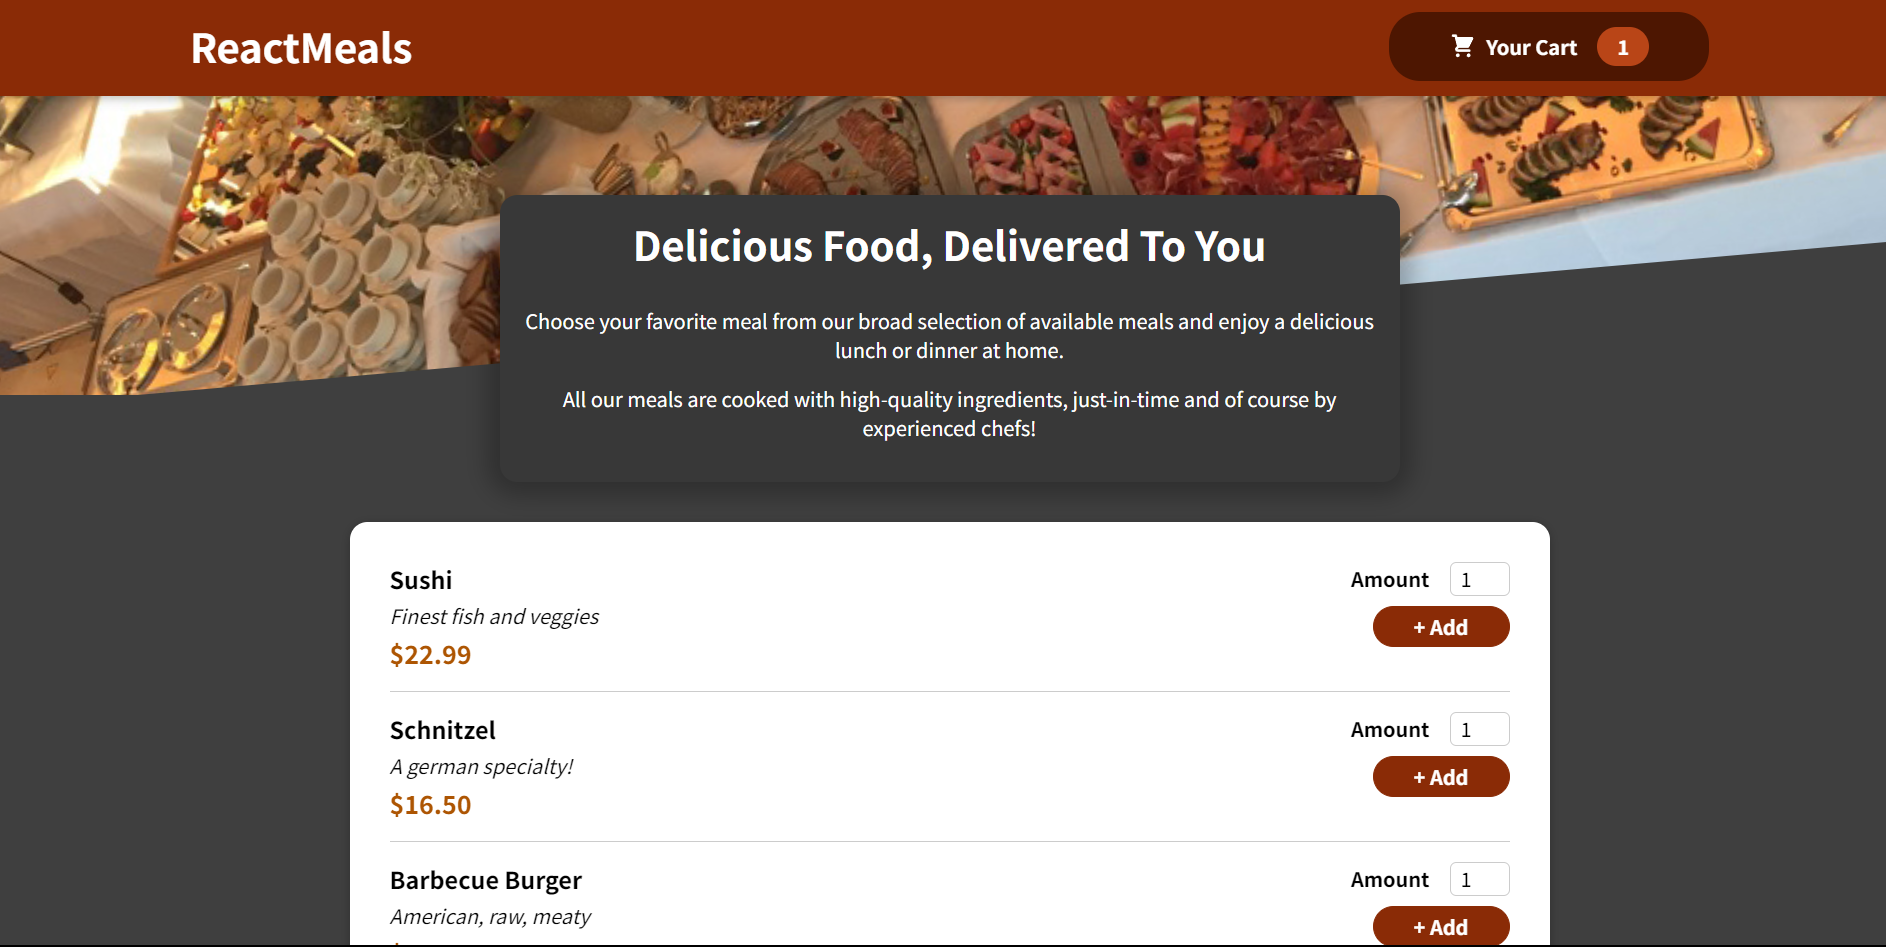 ReactMeals
Your Cart 1
Delicious Food, Delivered To You
Choose your favorite meal from our broad selection of available meals and enjoy a delicious
lunch or dinner at home.
All our meals are cooked with high-quality ingredients, just-in-time and of course by
experienced chefs!
Sushi
Finest fish and veggies
$22.99
Amount 1
+ Add
Schnitzel
A german specialty!
$16.50
Amount 1
+ Add
Barbecue Burger
American, raw, meaty
Amount 1
+ Add